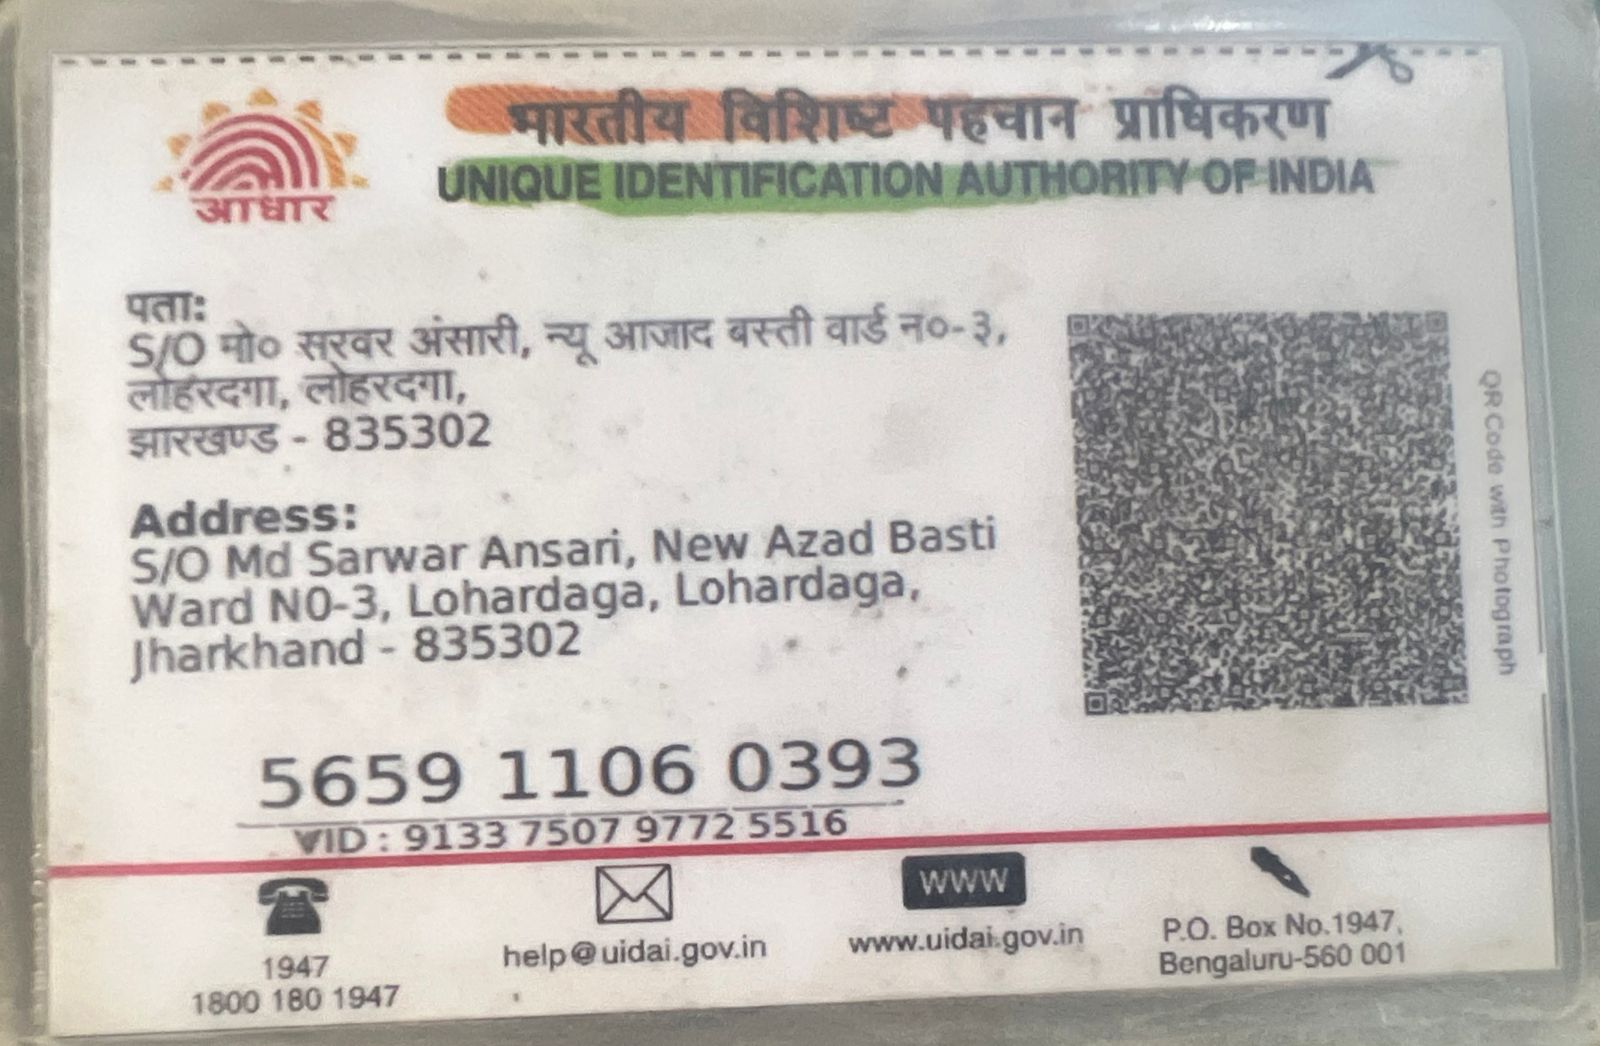 आधार
भारतीय विशिष्ट पहचान प्राधिकरण
UNIQUE IDENTIFICATION AUTHORITY OF INDIA
पता:
S/O मो० सरवर अंसारी, न्यू आजाद बस्ती वार्ड न०-३,
लोहरदगा, लोहरदगा,
झारखण्ड - 835302
Address:
S/O Md Sarwar Ansari, New Azad Basti
Ward N0-3, Lohardaga, Lohardaga,
Jharkhand - 835302
QR Code with Photograph
5659 1106 0393
VID : 9133 7507 9772 5516
1947
1800 180 1947
help@uidai.gov.in
WWW
www.uidai.gov.in
P.O. Box No.1947,
Bengaluru-560 001